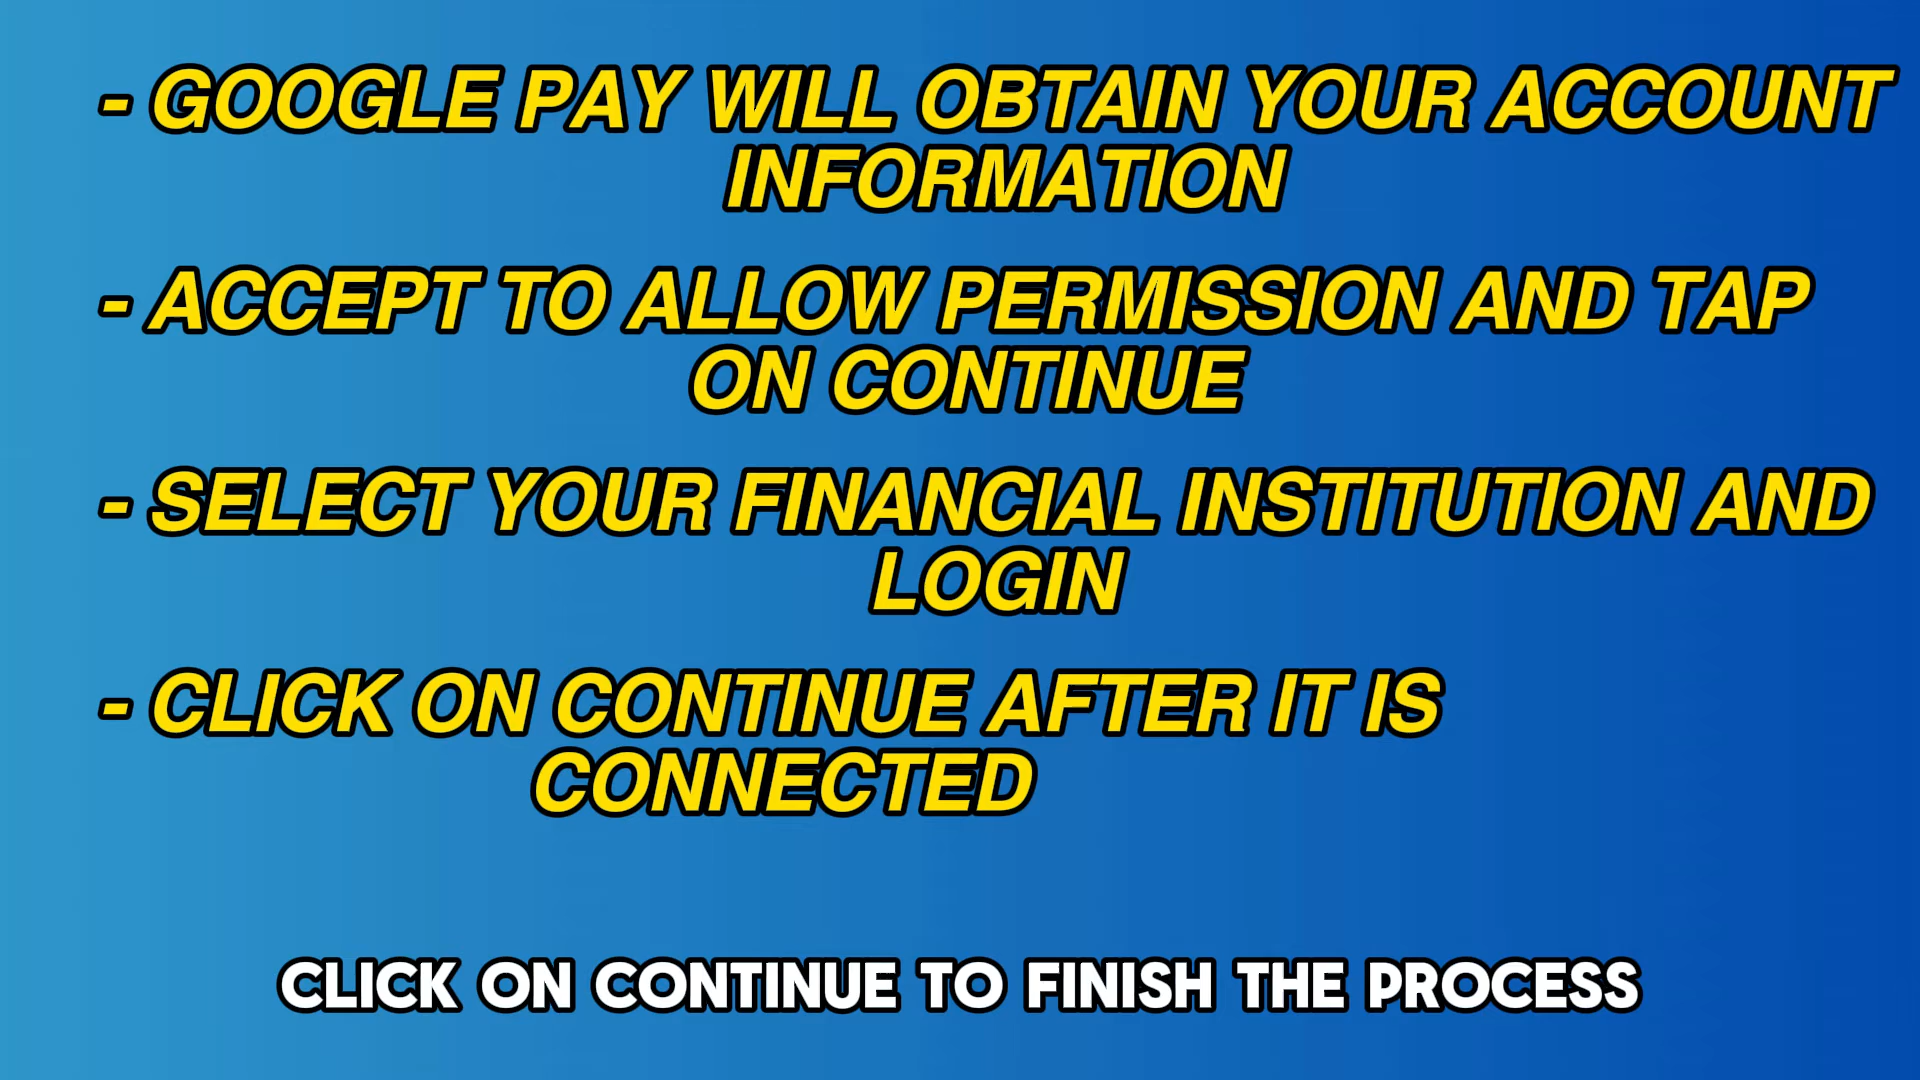 - GOOGLE PAY WILL OBTAIN YOUR ACCOUNT
INFORMATION
- ACCEPT TO ALLOW PERMISSION AND TAP
ON CONTINUE
- SELECT YOUR FINANCIAL INSTITUTION AND
LOGIN
- CLICK ON CONTINUE AFTER IT IS
CONNECTED
CLICK ON CONTINUE TO FINISH THE PROCESS